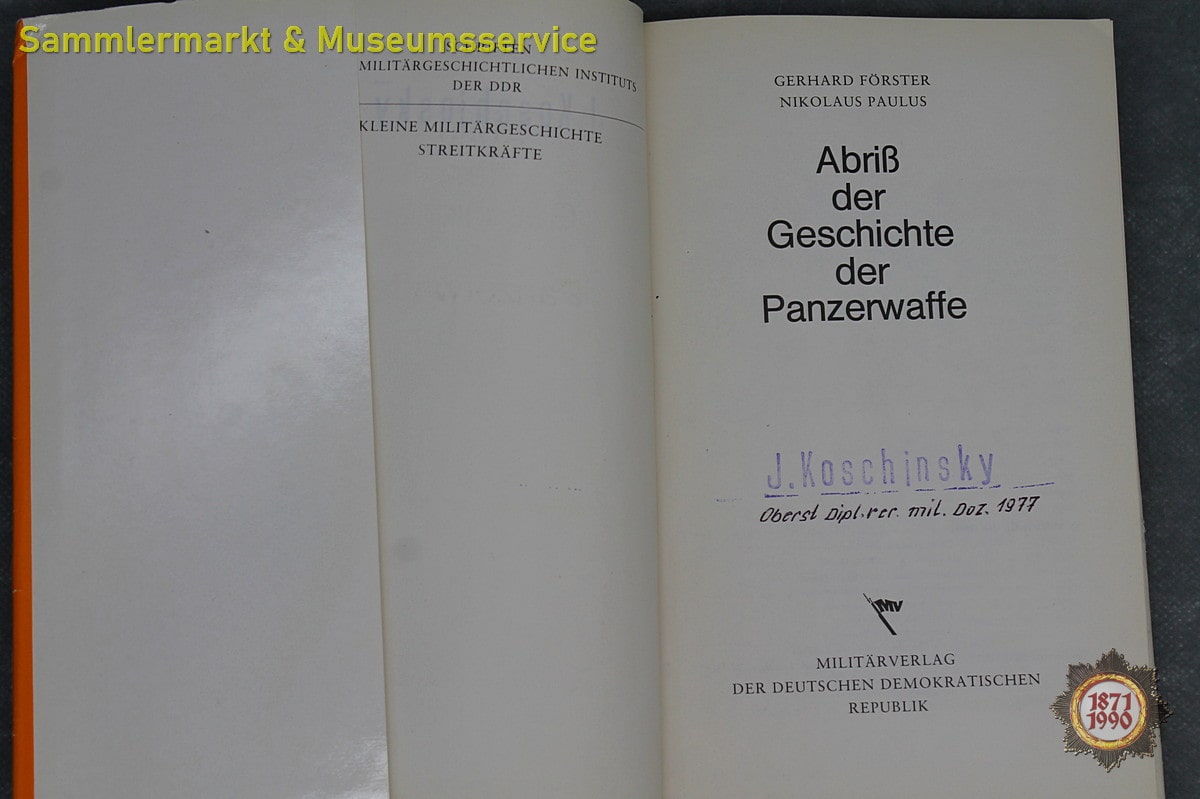 Sammlermarkt & Museumsservice
SCHRIFTEN
MILITÄRGESCHICHTLICHEN INSTITUTS
DER DDR
KLEINE MILITÄRGESCHICHTE
STREITKRÄFTE
GERHARD FÖRSTER
NIKOLAUS PAULUS
Abriß
der
Geschichte
der
Panzerwaffe
J. Koschinsky
Oberst Dipl. rer. mil. Doz. 1977
MV
MILITÄRVERLAG
DER DEUTSCHEN DEMOKRATISCHEN
REPUBLIK
1871
1990